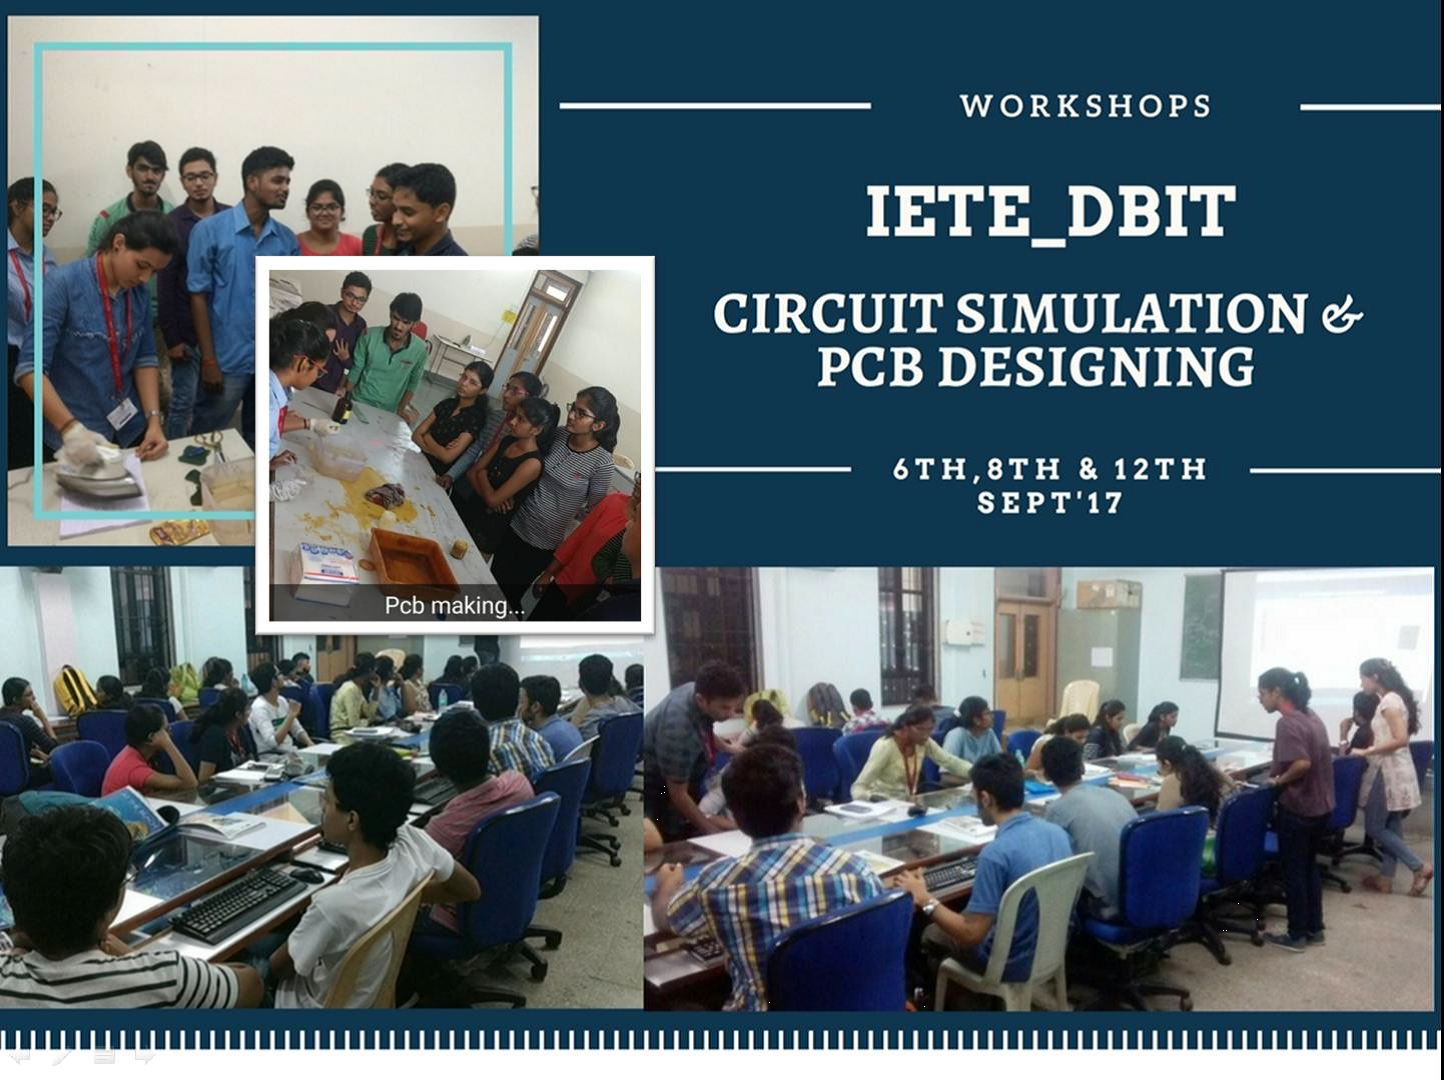 WORKSHOPS
IETE_DBIT
CIRCUIT SIMULATION &
PCB DESIGNING
6TH,8TH & 12TH
SEPT'17
Pcb making...